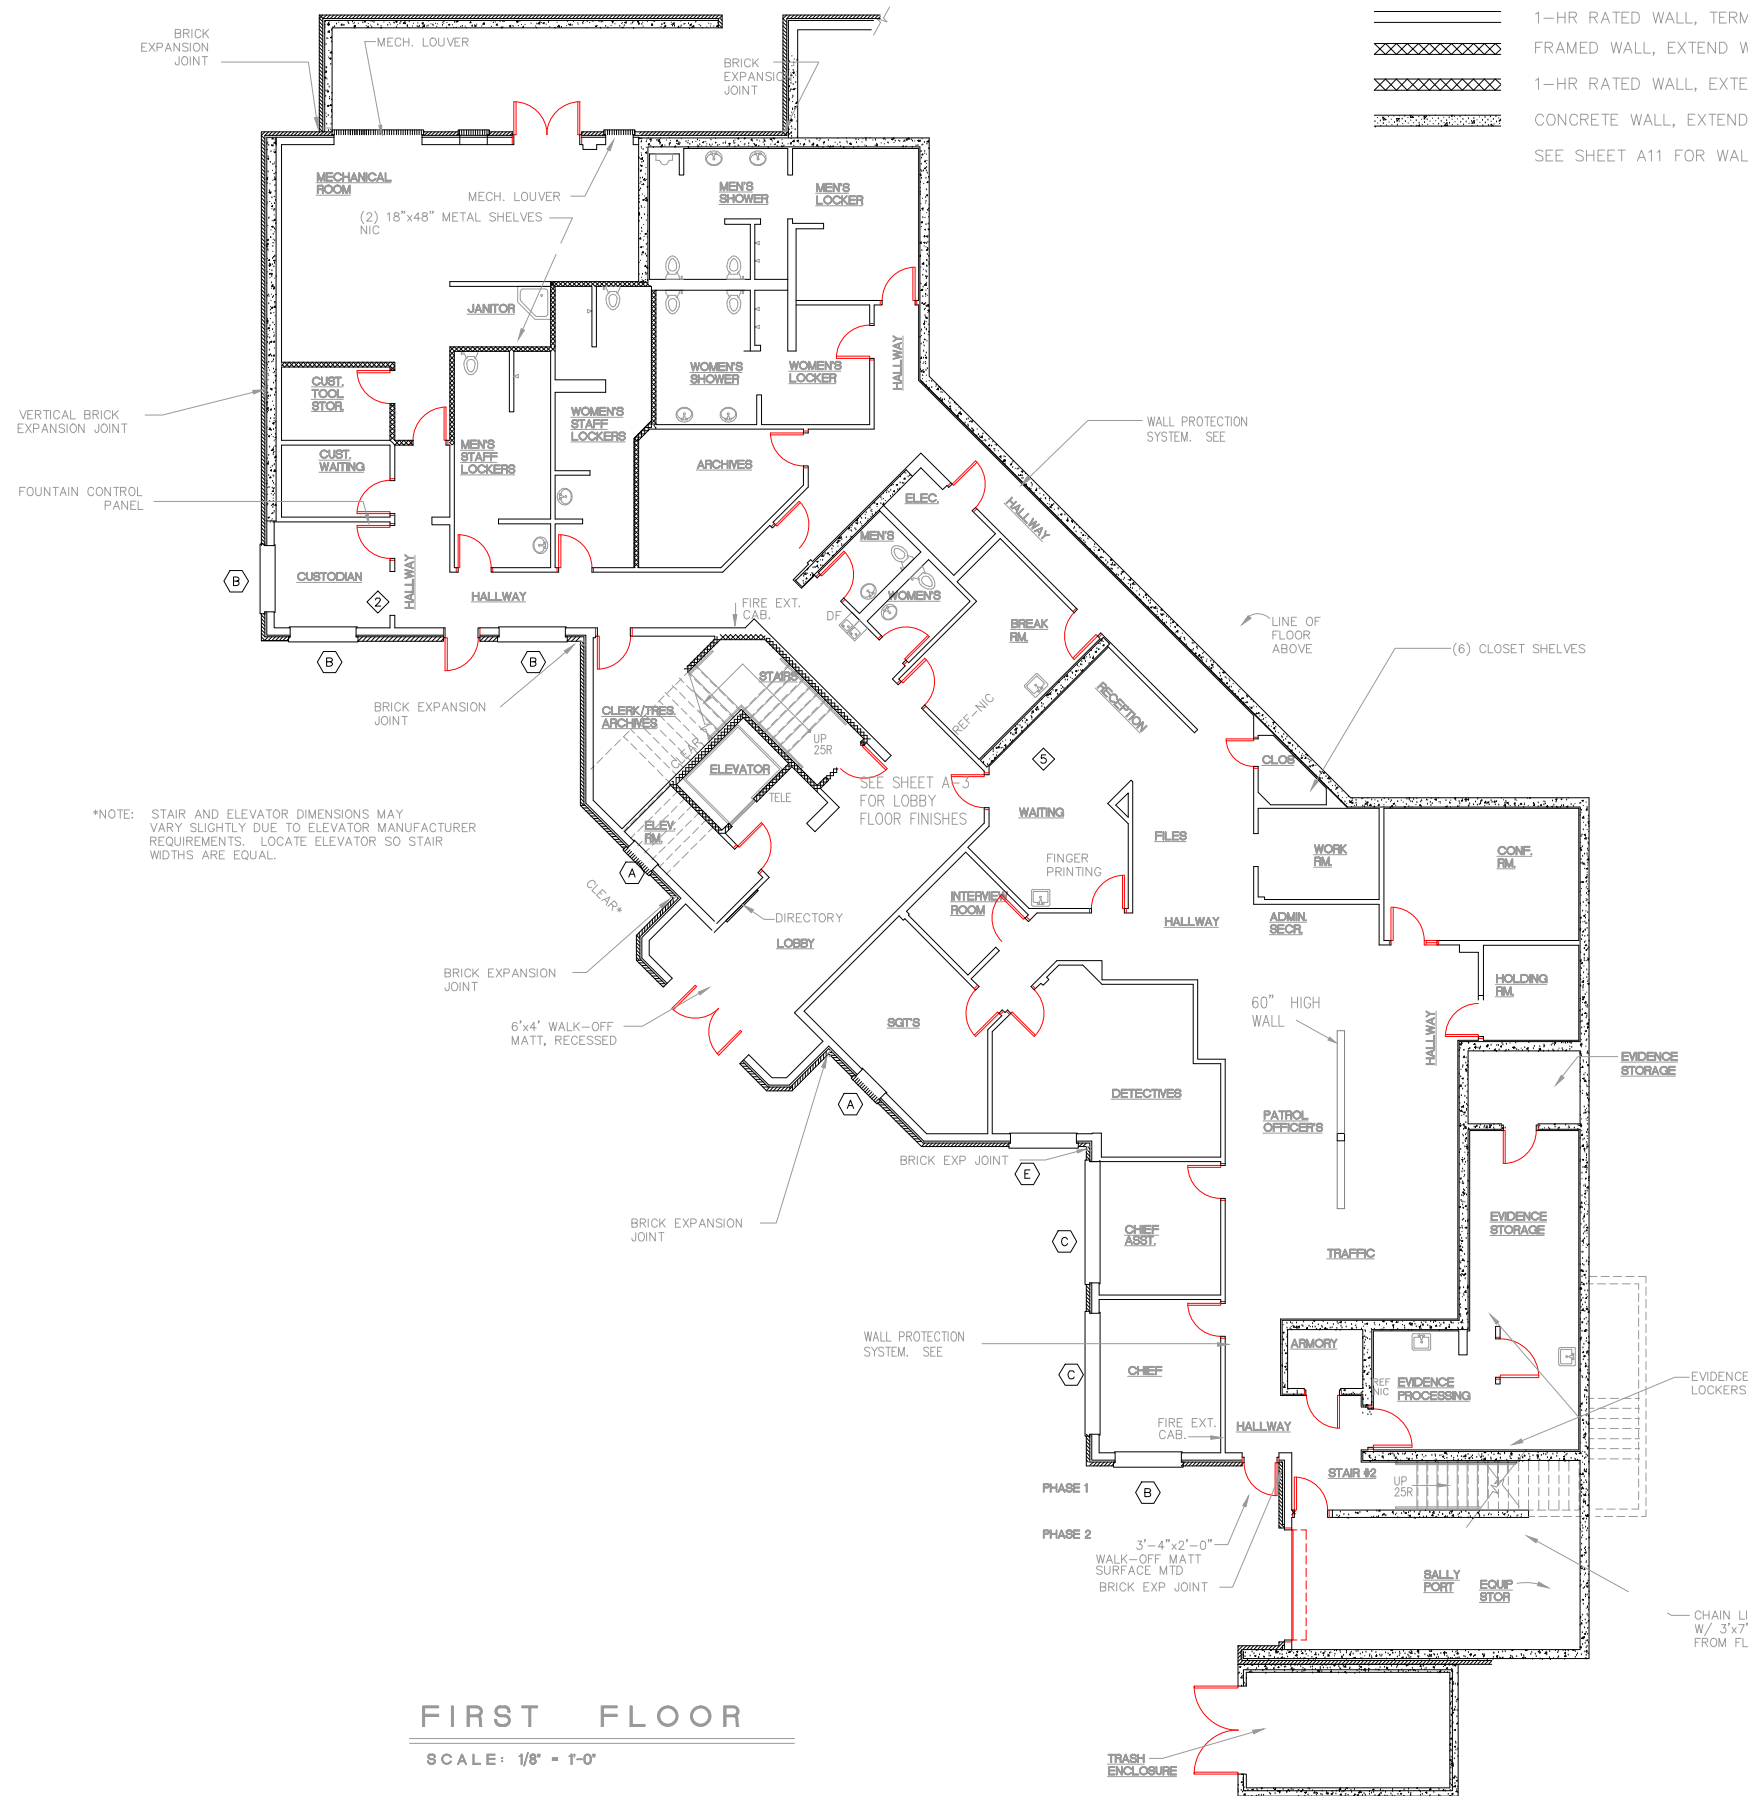 1-HR RATED WALL, TERM
FRAMED WALL, EXTEND W
1-HR RATED WALL, EXTE
CONCRETE WALL, EXTEND
SEE SHEET A11 FOR WAL
BRICK
EXPANSION
JOINT
MECH. LOUVER
BRICK
EXPANSION
JOINT
MECHANICAL
ROOM
MECH. LOUVER
(2) 18"x48" METAL SHELVES
NIC
MEN'S
SHOWER
MEN'S
LOCKER
JANITOR
WOMEN'S
SHOWER
WOMEN'S
LOCKER
HALLWAY
CUST.
TOOL
STOR.
VERTICAL BRICK
EXPANSION JOINT
CUST.
WAITING
MEN'S
STAFF
LOCKERS
WOMEN'S
STAFF
LOCKERS
ARCHIVES
WALL PROTECTION
SYSTEM. SEE
FOUNTAIN CONTROL
PANEL
ELEC.
HALLWAY
MEN'S
CUSTODIAN
B
2
HALLWAY
HALLWAY
FIRE EXT.
CAB.
DF
WOMEN'S
BREAK
RM.
LINE OF
FLOOR
ABOVE
(6) CLOSET SHELVES
B
B
BRICK EXPANSION
JOINT
CLERK/TRES.
ARCHIVES
STAIRS
UP
25R
CLEAR
ELEVATOR
TELE
REF-NIC
RECEPTION
5
CLOS
SEE SHEET A-3
FOR LOBBY
FLOOR FINISHES
*NOTE: STAIR AND ELEVATOR DIMENSIONS MAY
VARY SLIGHTLY DUE TO ELEVATOR MANUFACTURER
REQUIREMENTS. LOCATE ELEVATOR SO STAIR
WIDTHS ARE EQUAL.
ELEV.
RM.
A
CLEAR*
WAITING
FILES
WORK
RM.
CONF.
RM.
FINGER
PRINTING
INTERVIEW
ROOM
DIRECTORY
LOBBY
HALLWAY
ADMIN.
SECR.
BRICK EXPANSION
JOINT
HOLDING
RM.
6'x4' WALK-OFF
MATT, RECESSED
SGT'S
60" HIGH
WALL
HALLWAY
EVIDENCE
STORAGE
A
DETECTIVES
PATROL
OFFICER'S
BRICK EXP JOINT
E
BRICK EXPANSION
JOINT
C
CHIEF
ASST.
TRAFFIC
EVIDENCE
STORAGE
WALL PROTECTION
SYSTEM. SEE
C
CHIEF
ARMORY
REF
NIC
EVIDENCE
PROCESSING
EVIDENCE
LOCKERS
FIRE EXT.
CAB.
HALLWAY
PHASE 1
B
STAIR #2
UP
25R
PHASE 2
3'-4"x2'-0"
WALK-OFF MATT
SURFACE MTD
BRICK EXP JOINT
SALLY
PORT
EQUIP
STOR
CHAIN LI
W/ 3'x7'
FROM FL
FIRST FLOOR
SCALE: 1/8" = 1'-0"
TRASH
ENCLOSURE